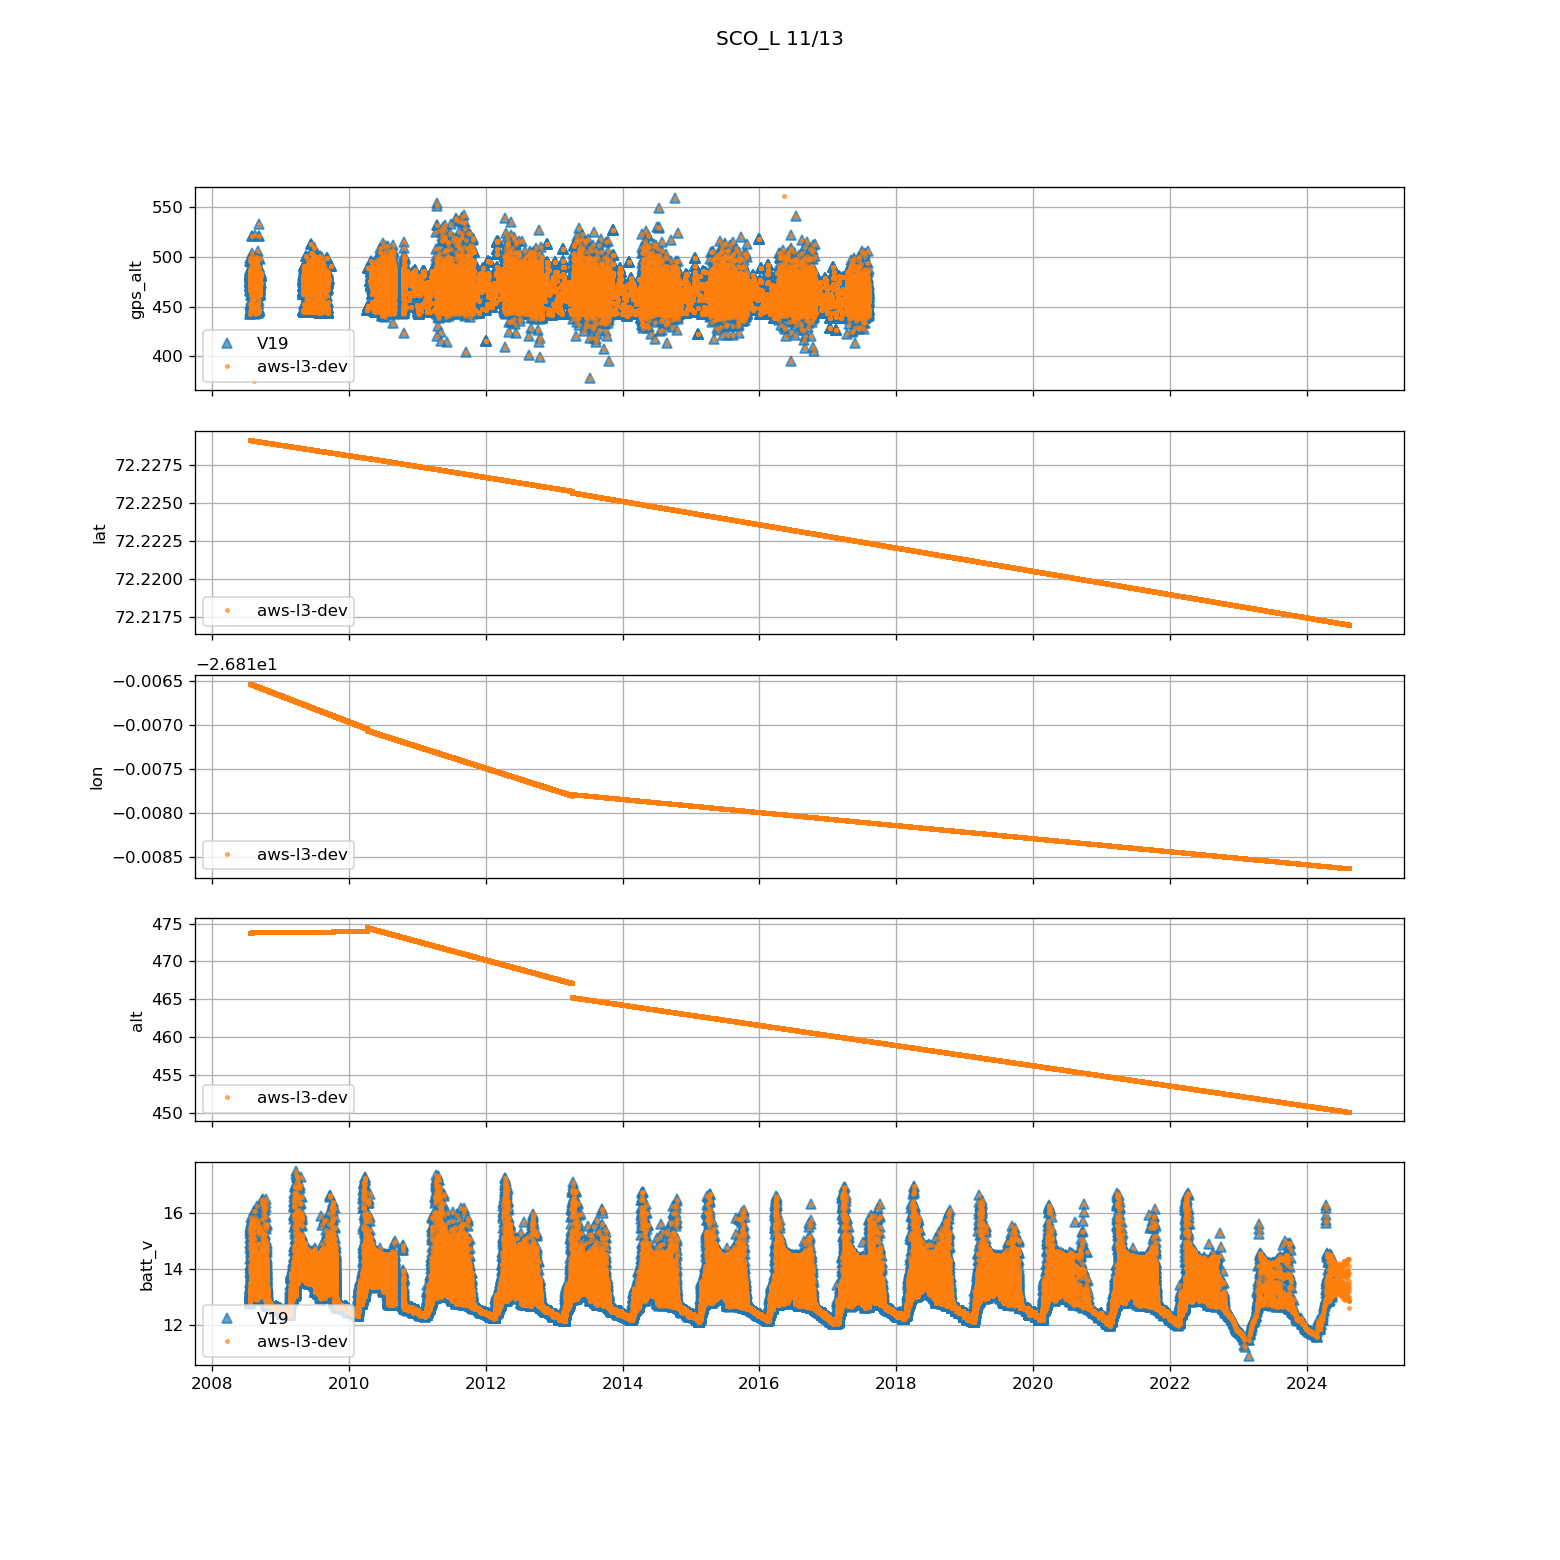 SCO_L 11/13
550
500
450
400
gps_alt
V19
aws-l3-dev
72.2275
72.2250
72.2225
72.2200
72.2175
lat
aws-l3-dev
−2.681e1
−0.0065
−0.0070
−0.0075
−0.0080
−0.0085
lon
aws-l3-dev
475
470
465
460
455
450
alt
aws-l3-dev
16
14
12
batt_v
V19
aws-l3-dev
2008 2010 2012 2014 2016 2018 2020 2022 2024